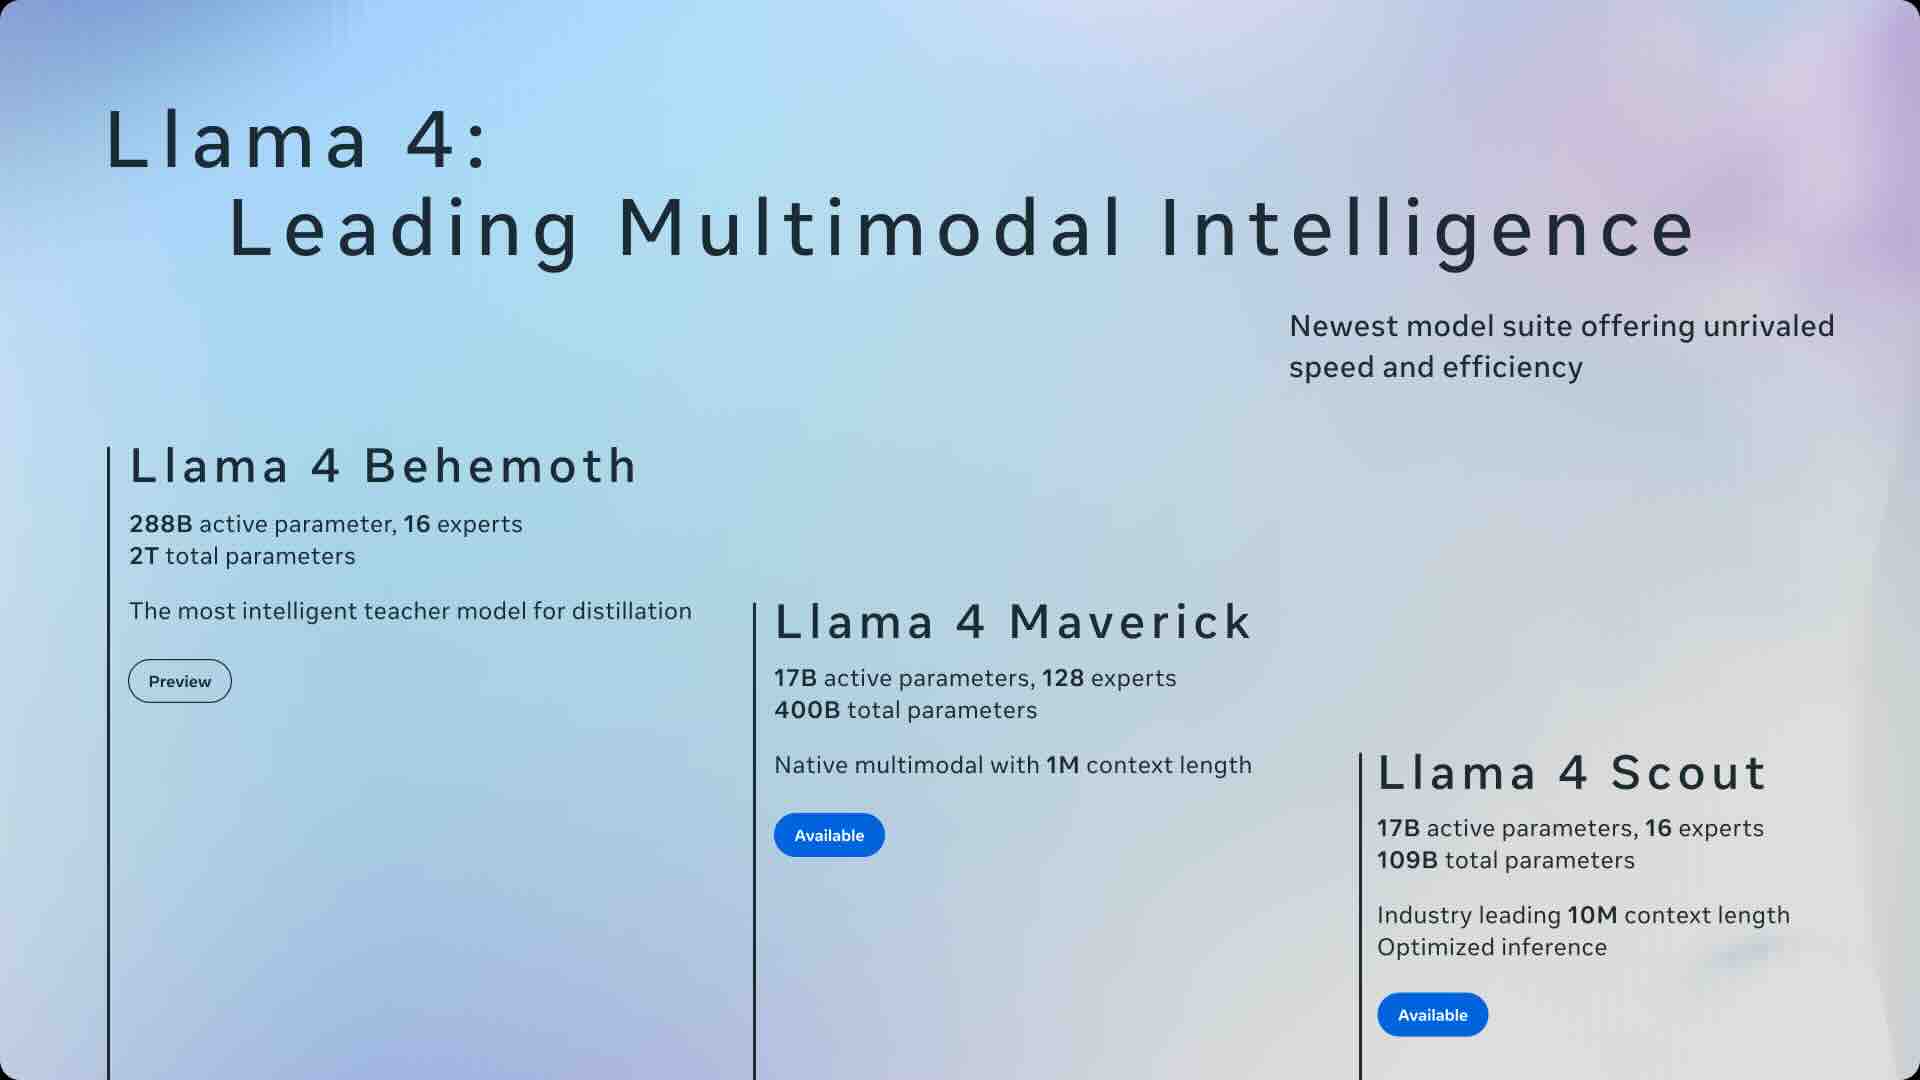 Llama 4:
Leading Multimodal Intelligence
Newest model suite offering unrivaled
speed and efficiency
Llama 4 Behemoth
288B active parameter, 16 experts
2T total parameters
The most intelligent teacher model for distillation
Preview
Llama 4 Maverick
17B active parameters, 128 experts
400B total parameters
Native multimodal with 1M context length
Available
Llama 4 Scout
17B active parameters, 16 experts
109B total parameters
Industry leading 10M context length
Optimized inference
Available